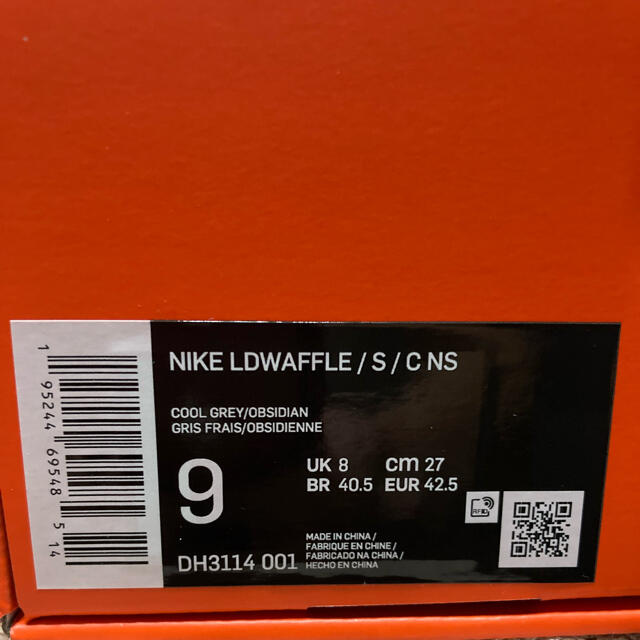 NIKE LDWAFFLE / S / C NS
COOL GREY/OBSIDIAN
GRIS FRAIS/OBSIDIENNE
9
UK 8 cm 27
BR 40.5 EUR 42.5
DH3114 001
MADE IN CHINA /
FABRIQUE EN CHINE /
FABRICADO NA CHINA /
HECHO EN CHINA
RFID
1 95244 69548 5 14